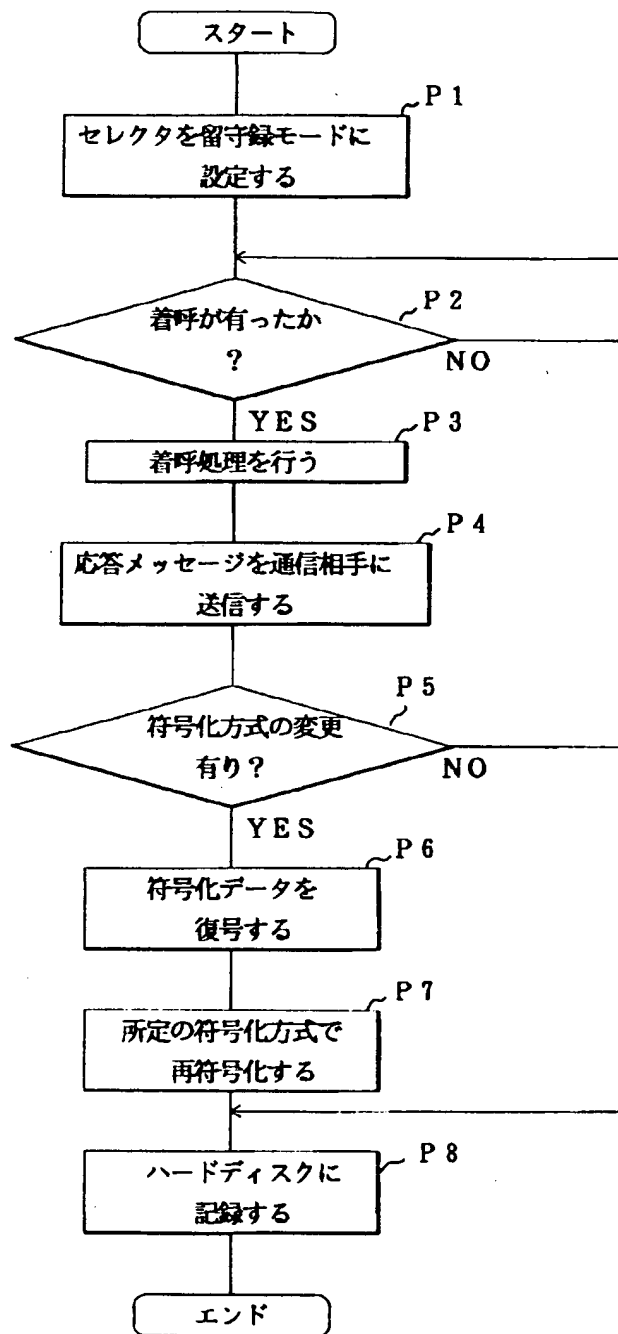 スタート
P1
セレクタを留守録モードに
設定する
P2
着呼が有ったか
?
NO
YES
P3
着呼処理を行う
P4
応答メッセージを通信相手に
送信する
P5
符号化方式の変更
有り?
NO
YES
P6
符号化データを
復号する
P7
所定の符号化方式で
再符号化する
P8
ハードディスクに
記録する
エンド